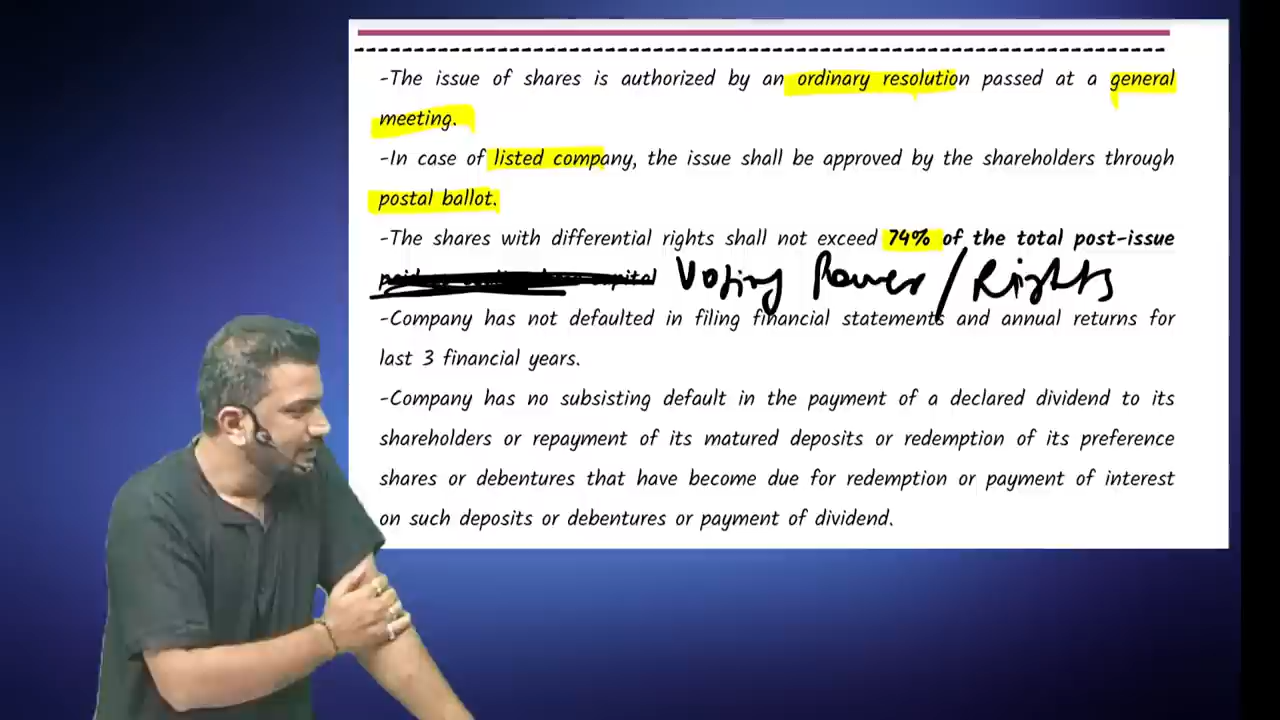 -The issue of shares is authorized by an ordinary resolution passed at a general
meeting.
-In case of listed company, the issue shall be approved by the shareholders through
postal ballot.
-The shares with differential rights shall not exceed 74% of the total post-issue
Voting Power/Rights
-Company has not defaulted in filing financial statements and annual returns for
last 3 financial years.
-Company has no subsisting default in the payment of a declared dividend to its
shareholders or repayment of its matured deposits or redemption of its preference
shares or debentures that have become due for redemption or payment of interest
on such deposits or debentures or payment of dividend.